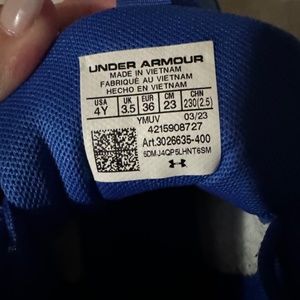 UNDER ARMOUR
MADE IN VIETNAM
FABRIQUÉ AU VIETNAM
HECHO EN VIETNAM
USA UK EUR CM CHN
4Y 3.5 36 23 230(2.5)
YMUV 03/23
4215908727
Art.3026635-400
5DMJ4QP5LHNT6SM